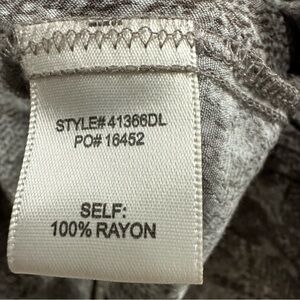 STYLE# 41366DL
PO# 16452
SELF:
100% RAYON